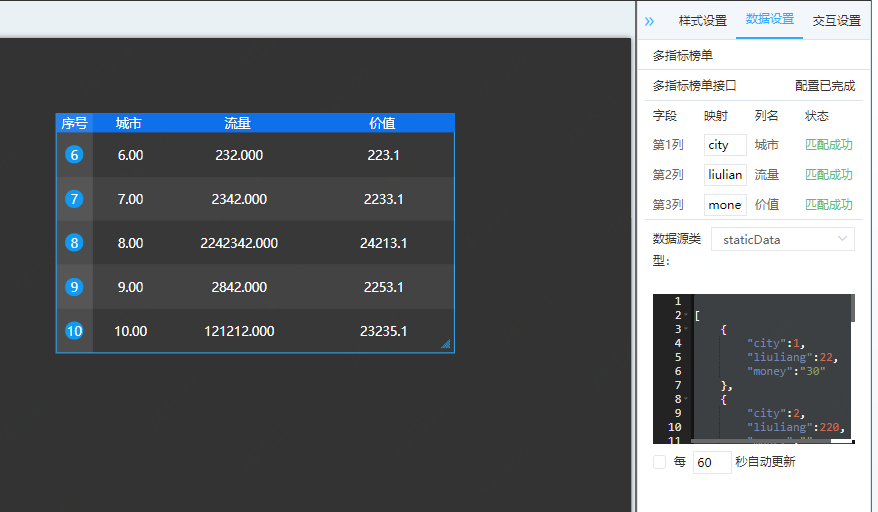 样式设置 数据设置 交互设置
多指标榜单
多指标榜单接口 配置已完成
字段 映射 列名 状态
第1列 city 城市 匹配成功
第2列 liulian 流量 匹配成功
第3列 mone 价值 匹配成功
数据源类型: staticData
1
2 [
3 {
4 "city":1,
5 "liuliang":22,
6 "money":"30"
7 },
8 {
9 "city":2,
10 "liuliang":220,
11
每 60 秒自动更新
序号 城市 流量 价值
6 6.00 232.000 223.1
7 7.00 2342.000 2233.1
8 8.00 2242342.000 24213.1
9 9.00 2842.000 2253.1
10 10.00 121212.000 23235.1